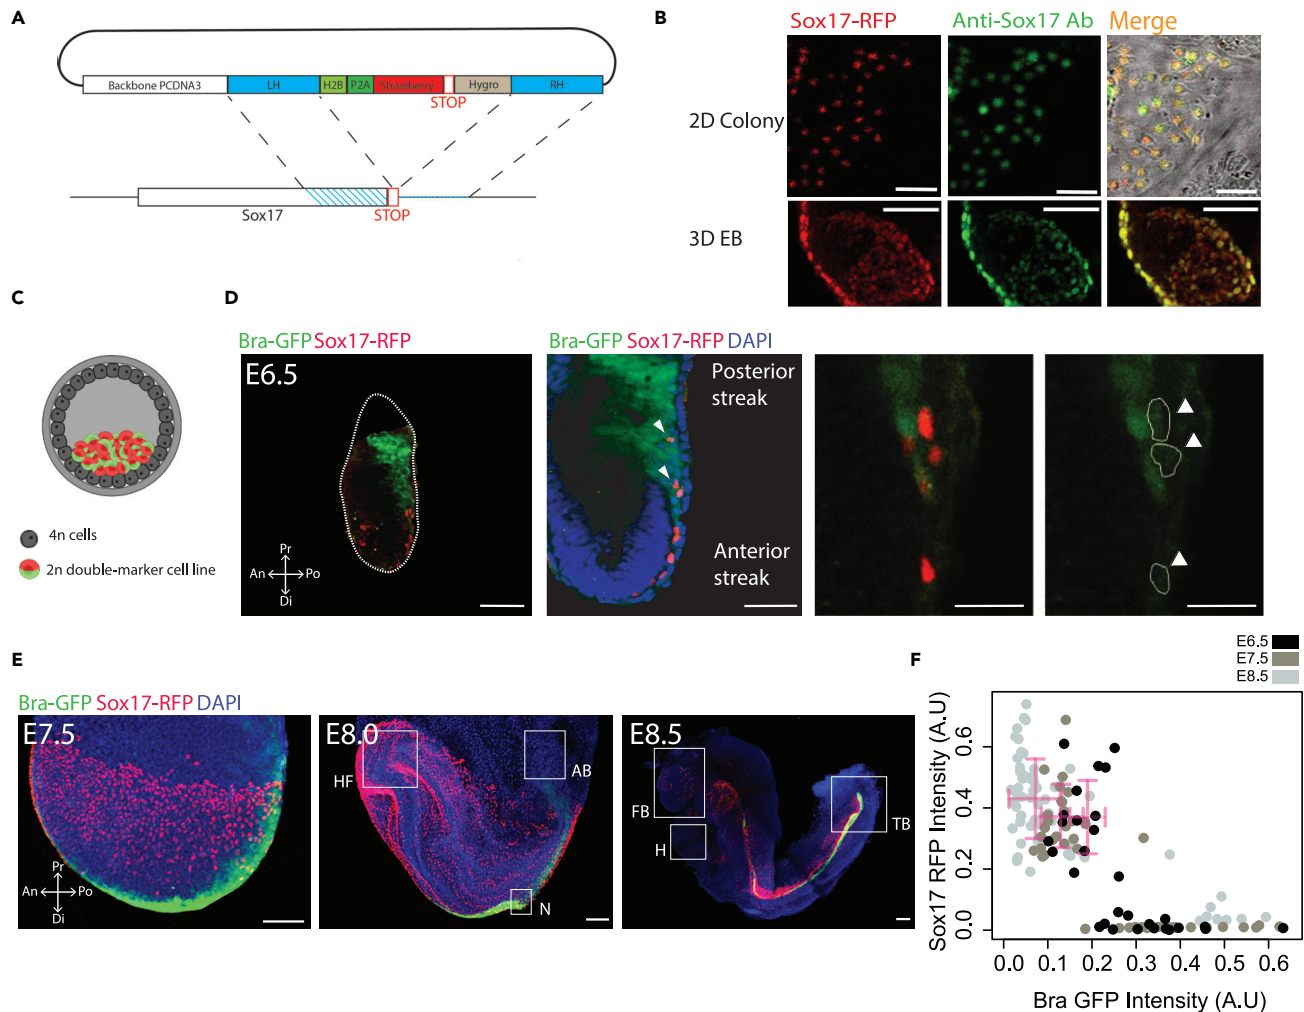 A
Backbone PCDNA3
LH
H2B
P2A
Strawberry
STOP
Hygro
RH
Sox17
STOP
B
Sox17-RFP
Anti-Sox17 Ab
Merge
2D Colony
3D EB
C
4n cells
2n double-marker cell line
D
Bra-GFP Sox17-RFP
E6.5
Pr
An
Po
Di
Bra-GFP Sox17-RFP DAPI
Posterior
streak
Anterior
streak
E
Bra-GFP Sox17-RFP DAPI
E7.5
Pr
An
Po
Di
E8.0
HF
AB
N
E8.5
FB
H
TB
F
E6.5
E7.5
E8.5
Sox17 RFP Intensity (A.U)
0.6
0.4
0.2
0.0
0.0 0.1 0.2 0.3 0.4 0.5 0.6
Bra GFP Intensity (A.U)